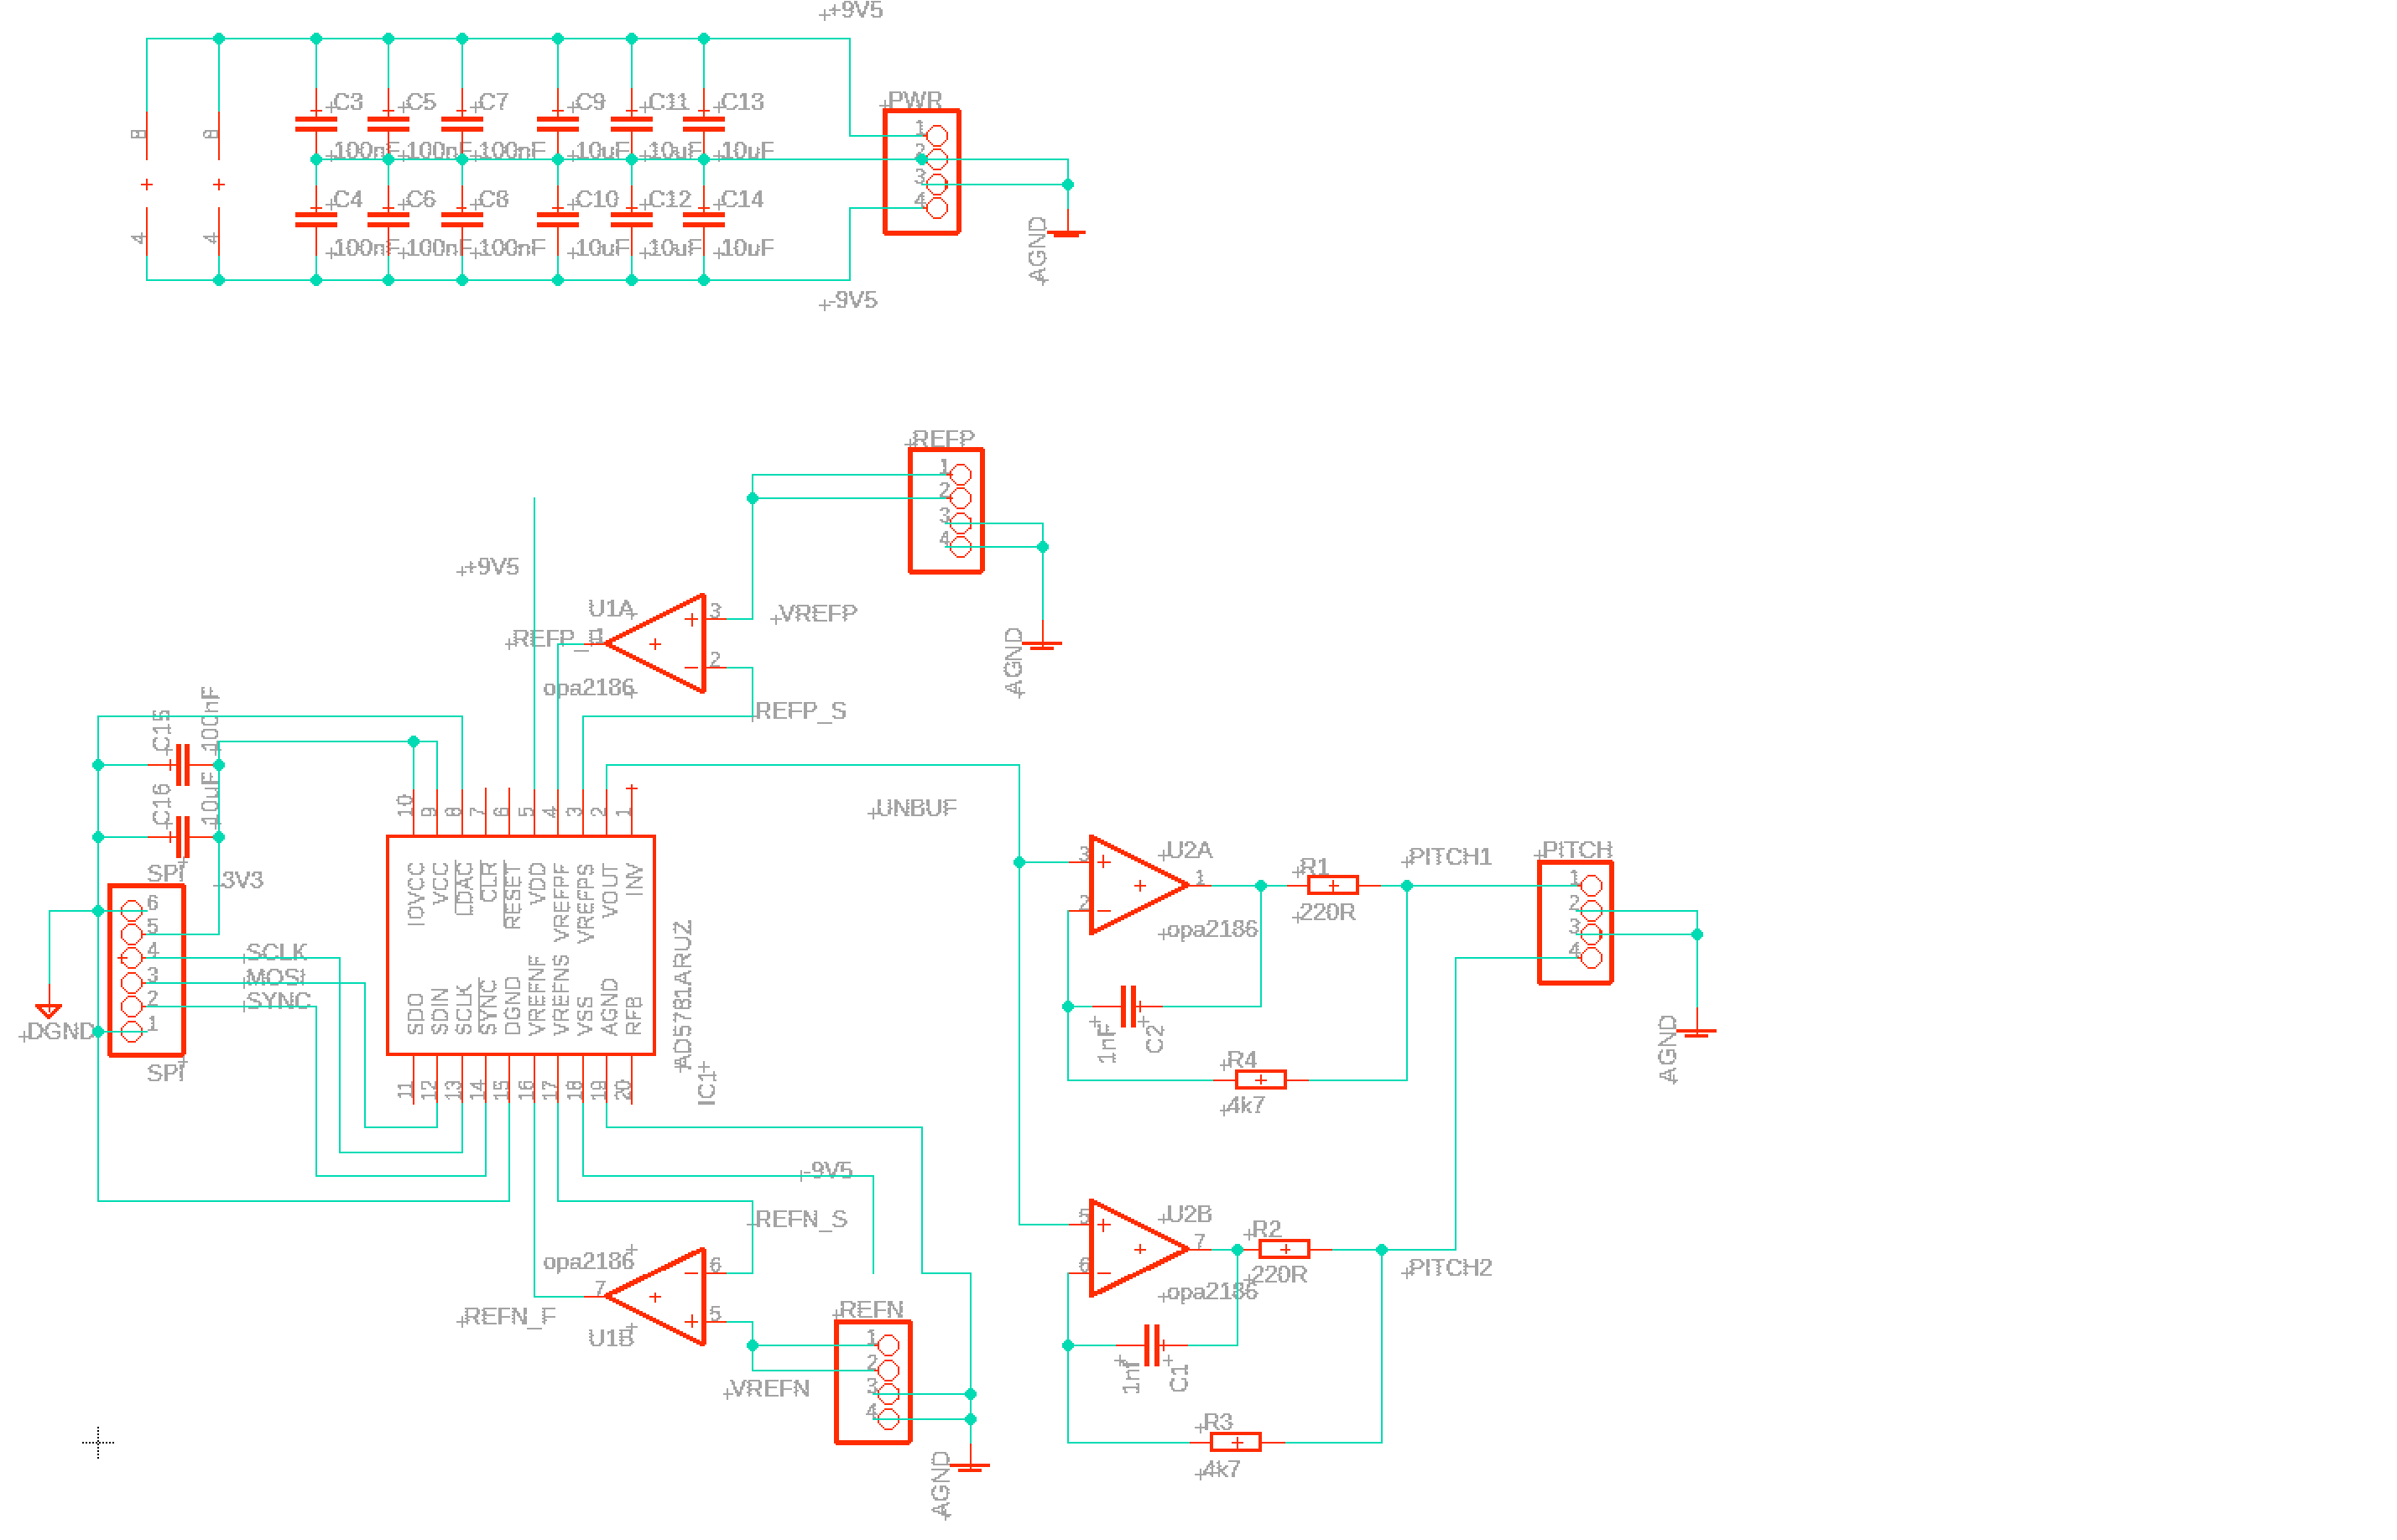 +9V5
C3 C5 C7 C9 C11 C13
PWR
8 8
1
100nF 100nF 100nF 10uF 10uF 10uF
2
3
C4 C6 C8 C10 C12 C14
4
4 4
100nF 100nF 100nF 10uF 10uF 10uF
AGND
-9V5
REFP
1
2
3
4
+9V5
U1A
3
VREFP
REFP_F
1
2
opa2186
AGND
REFP_S
C15
100nF
C16
10uF
10 9 8 7 6 5 4 3 2 1
UNBUF
SPI
3V3
IOVCC VCC LDAC CLR RESET VDD VREFPF VREFPS VOUT INV
3
U2A
1
R1
PITCH1
PITCH
2
220R
opa2186
1
2
3
4
6
5
4
3
2
1
SCLK
MOSI
SYNC
DGND
SPI
SDO SDIN SCLK SYNC DGND VREFNF VREFNS VSS AGND RFB
AD5781ARUZ
IC1
11 12 13 14 15 16 17 18 19 20
1nF
C2
R4
4k7
AGND
-9V5
REFN_S
5
U2B
7
R2
6
220R
opa2186
PITCH2
opa2186
6
7
5
REFN_F
U1B
REFN
1
2
3
4
VREFN
1nf
C1
R3
4k7
AGND